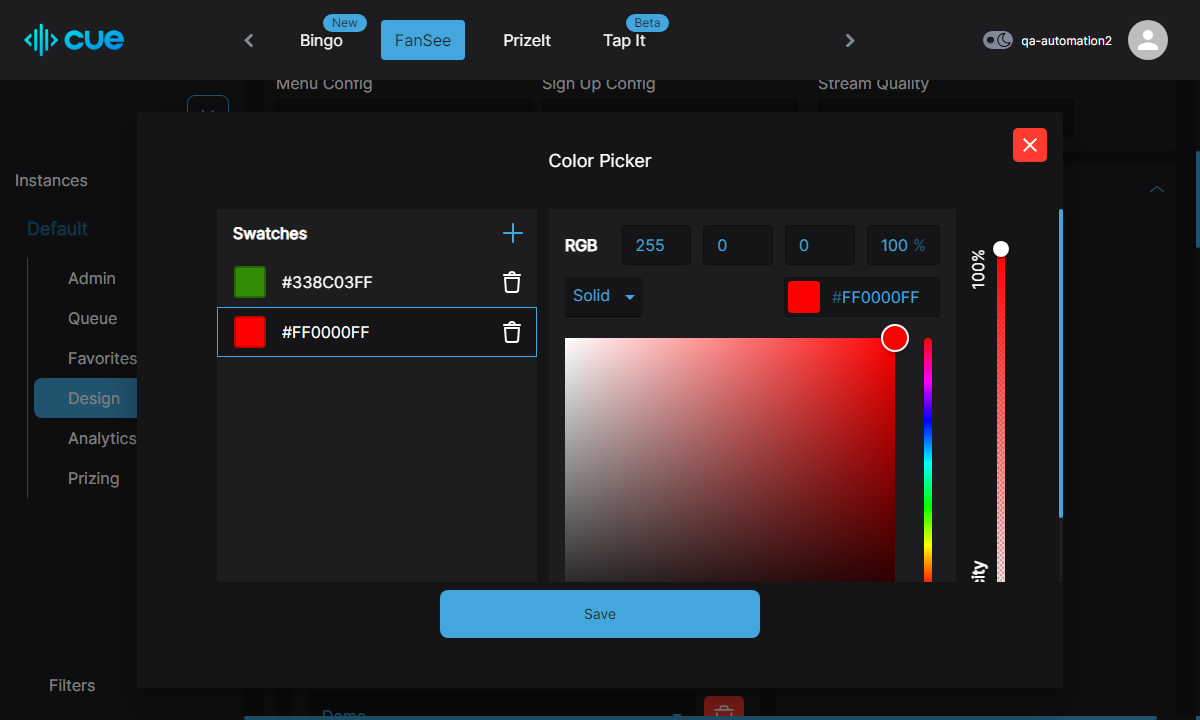 cue
Bingo
New
FanSee
PrizeIt
Tap It
Beta
qa-automation2
Menu Config
Sign Up Config
Stream Quality
Instances
Default
Admin
Queue
Favorites
Design
Analytics
Prizing
Filters
Color Picker
Swatches
#338C03FF
#FF0000FF
RGB
255
0
0
100 %
Solid
#FF0000FF
100%
sity
Save
Demo